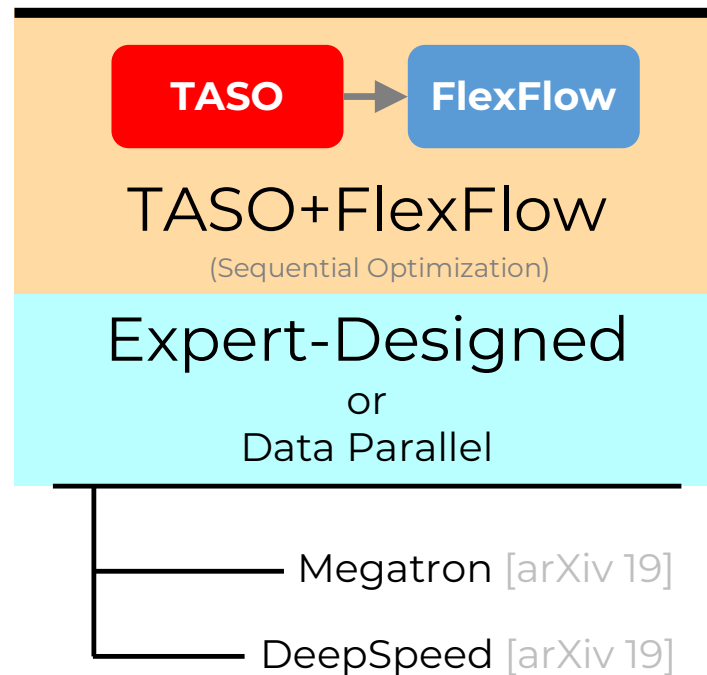 TASO FlexFlow
TASO+FlexFlow
(Sequential Optimization)
Expert-Designed
or
Data Parallel
Megatron [arXiv 19]
DeepSpeed [arXiv 19]